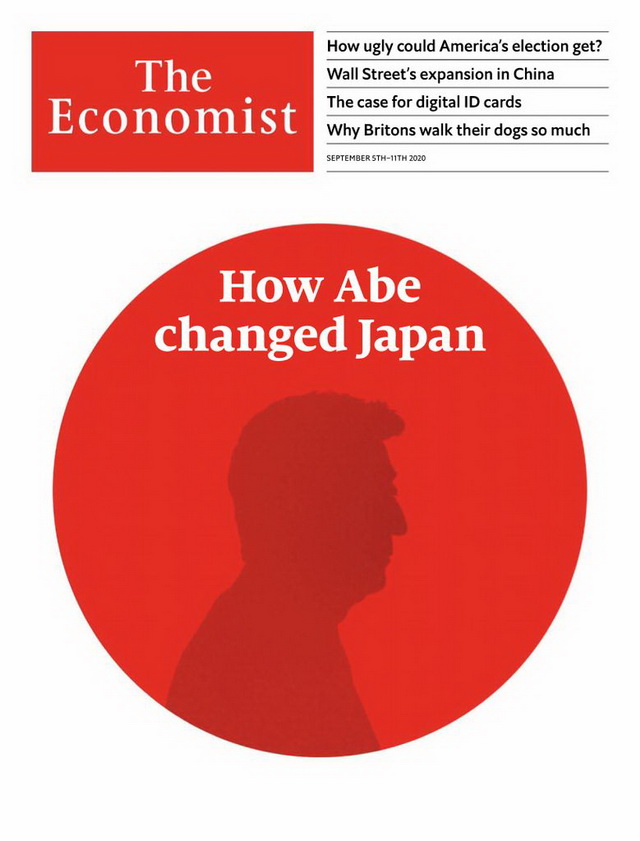 The
Economist
How ugly could America's election get?
Wall Street's expansion in China
The case for digital ID cards
Why Britons walk their dogs so much
SEPTEMBER 5TH–11TH 2020
How Abe
changed Japan